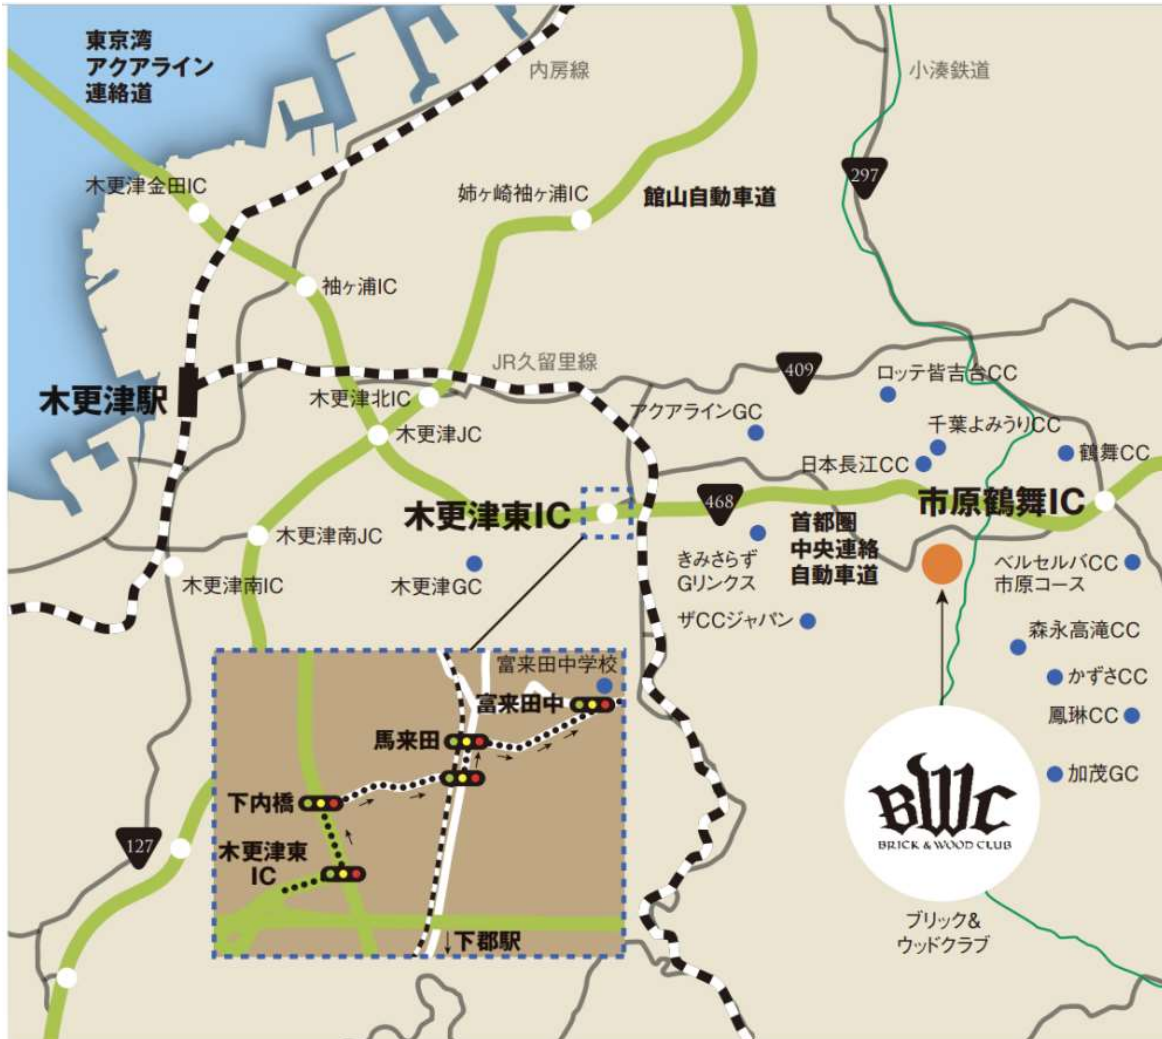 東京湾
アクアライン
連絡道
内房線
小湊鉄道
木更津金田IC
姉ヶ崎袖ヶ浦IC
館山自動車道
297
袖ヶ浦IC
JR久留里線
409
ロッテ皆吉台CC
木更津駅
木更津北IC
アクアラインGC
千葉よみうりCC
木更津JC
日本長江CC
鶴舞CC
木更津東IC
468
首都圏
中央連絡
自動車道
市原鶴舞IC
木更津南JC
きみさらず
Gリンクス
ベルセルバCC
市原コース
木更津南IC
木更津GC
ザCCジャパン
森永高滝CC
富来田中学校
かずさCC
富来田中
鳳琳CC
馬来田
加茂GC
下内橋
BWC
BRICK & WOOD CLUB
127
木更津東
IC
ブリック&
ウッドクラブ
↓下郡駅